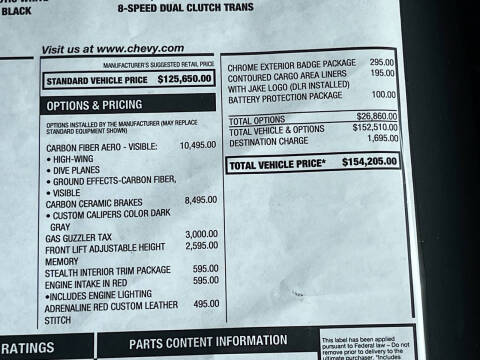 BLACK
8-SPEED DUAL CLUTCH TRANS
Visit us at www.chevy.com
MANUFACTURER'S SUGGESTED RETAIL PRICE
STANDARD VEHICLE PRICE $125,650.00
OPTIONS & PRICING
OPTIONS INSTALLED BY THE MANUFACTURER (MAY REPLACE
STANDARD EQUIPMENT SHOWN)
CARBON FIBER AERO - VISIBLE: 10,495.00
• HIGH-WING
• DIVE PLANES
• GROUND EFFECTS-CARBON FIBER,
• VISIBLE
CARBON CERAMIC BRAKES 8,495.00
• CUSTOM CALIPERS COLOR DARK
GRAY
GAS GUZZLER TAX 3,000.00
FRONT LIFT ADJUSTABLE HEIGHT 2,595.00
MEMORY
STEALTH INTERIOR TRIM PACKAGE 595.00
ENGINE INTAKE IN RED 595.00
•INCLUDES ENGINE LIGHTING
ADRENALINE RED CUSTOM LEATHER 495.00
STITCH
CHROME EXTERIOR BADGE PACKAGE 295.00
CONTOURED CARGO AREA LINERS 195.00
WITH JAKE LOGO (DLR INSTALLED)
BATTERY PROTECTION PACKAGE 100.00
TOTAL OPTIONS $26,860.00
TOTAL VEHICLE & OPTIONS $152,510.00
DESTINATION CHARGE 1,695.00
TOTAL VEHICLE PRICE* $154,205.00
RATINGS
PARTS CONTENT INFORMATION
This label has been applied
pursuant to Federal law – Do not
remove prior to delivery to the
ultimate purchaser. *Includes